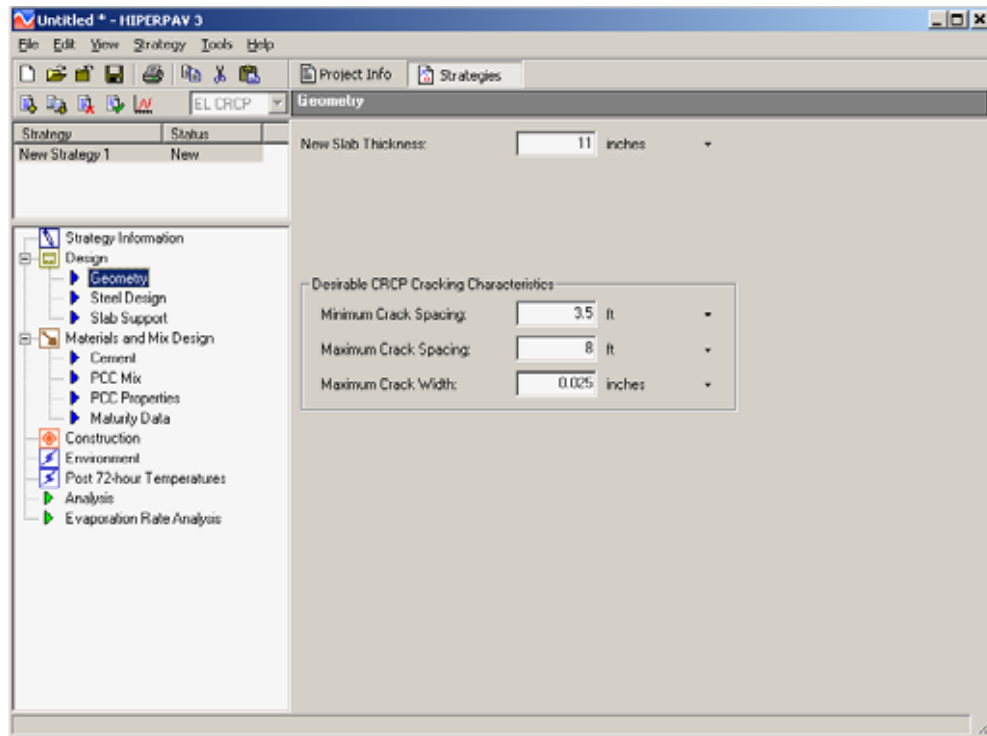 Untitled * - HIPERPAV 3
File Edit View Strategy Tools Help
Project Info Strategies
EL CRCP
Geometry
Strategy Status
New Strategy 1 New
New Slab Thickness: 11 inches
Strategy Information
Design
Geometry
Steel Design
Slab Support
Materials and Mix Design
Cement
PCC Mix
PCC Properties
Maturity Data
Construction
Environment
Post 72-hour Temperatures
Analysis
Evaporation Rate Analysis
Desirable CRCP Cracking Characteristics
Minimum Crack Spacing: 3.5 ft
Maximum Crack Spacing: 8 ft
Maximum Crack Width: 0.025 inches